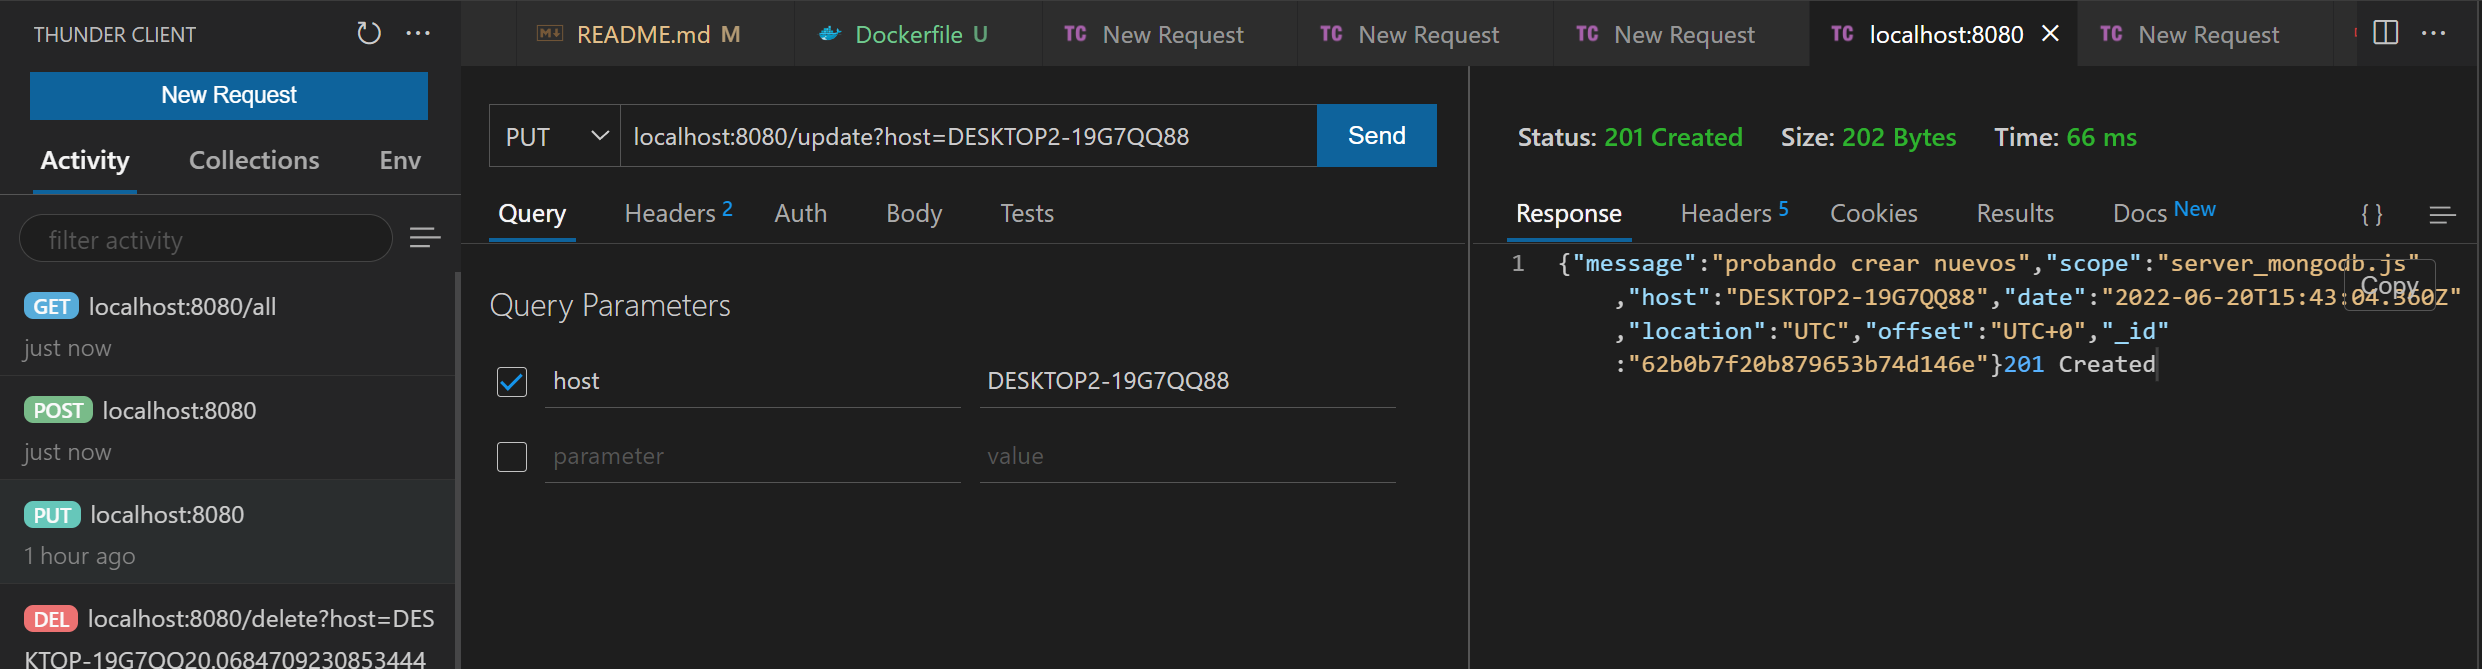 THUNDER CLIENT
New Request
Activity Collections Env
filter activity
GET localhost:8080/all
just now
POST localhost:8080
just now
PUT localhost:8080
1 hour ago
DEL localhost:8080/delete?host=DES
KTOP-19G7QQ20.0684709230853444
README.md M
Dockerfile U
TC New Request
TC New Request
TC New Request
TC localhost:8080
TC New Request
PUT localhost:8080/update?host=DESKTOP2-19G7QQ88 Send
Query Headers 2 Auth Body Tests
Query Parameters
host DESKTOP2-19G7QQ88
parameter value
Status: 201 Created Size: 202 Bytes Time: 66 ms
Response Headers 5 Cookies Results Docs New { }
Copy
1 {"message":"probando crear nuevos","scope":"server_mongodb.js"
,"host":"DESKTOP2-19G7QQ88","date":"2022-06-20T15:43:04.560Z"
,"location":"UTC","offset":"UTC+0","_id"
:"62b0b7f20b879653b74d146e"}201 Created